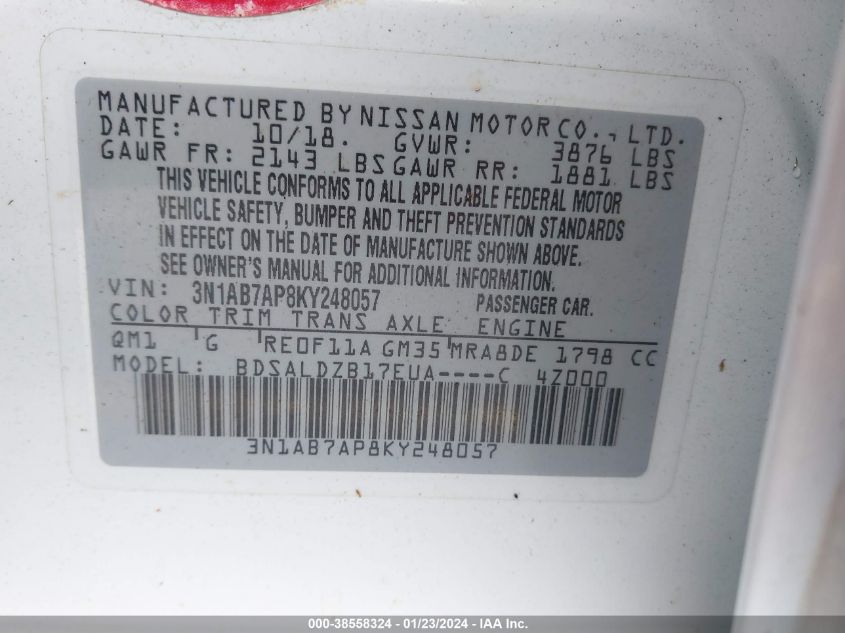 MANUFACTURED BY NISSAN MOTOR CO., LTD.
DATE: 10/18. GVWR: 3876 LBS
GAWR FR: 2143 LBS GAWR RR: 1881 LBS
THIS VEHICLE CONFORMS TO ALL APPLICABLE FEDERAL MOTOR
VEHICLE SAFETY, BUMPER AND THEFT PREVENTION STANDARDS
IN EFFECT ON THE DATE OF MANUFACTURE SHOWN ABOVE.
SEE OWNER'S MANUAL FOR ADDITIONAL INFORMATION.
VIN: 3N1AB7AP8KY248057 PASSENGER CAR.
COLOR TRIM TRANS AXLE ENGINE
QM1 G RE0F11A GM35 MRA8DE 1798 CC
MODEL: BDSALDZB17EUA----C 4Z000
3N1AB7AP8KY248057
000-38558324 - 01/23/2024 - IAA Inc.